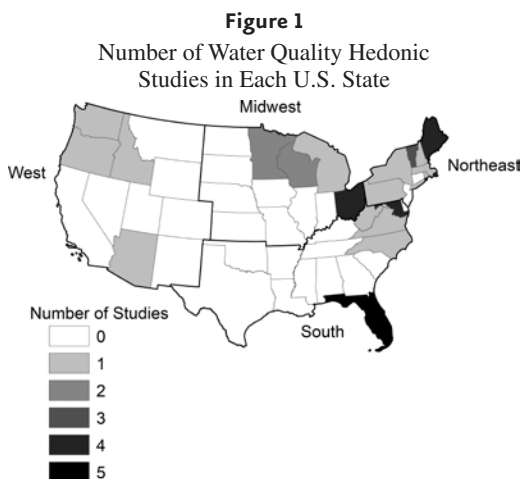 Figure 1
Number of Water Quality Hedonic
Studies in Each U.S. State
Midwest
West
Northeast
South
Number of Studies
0
1
2
3
4
5